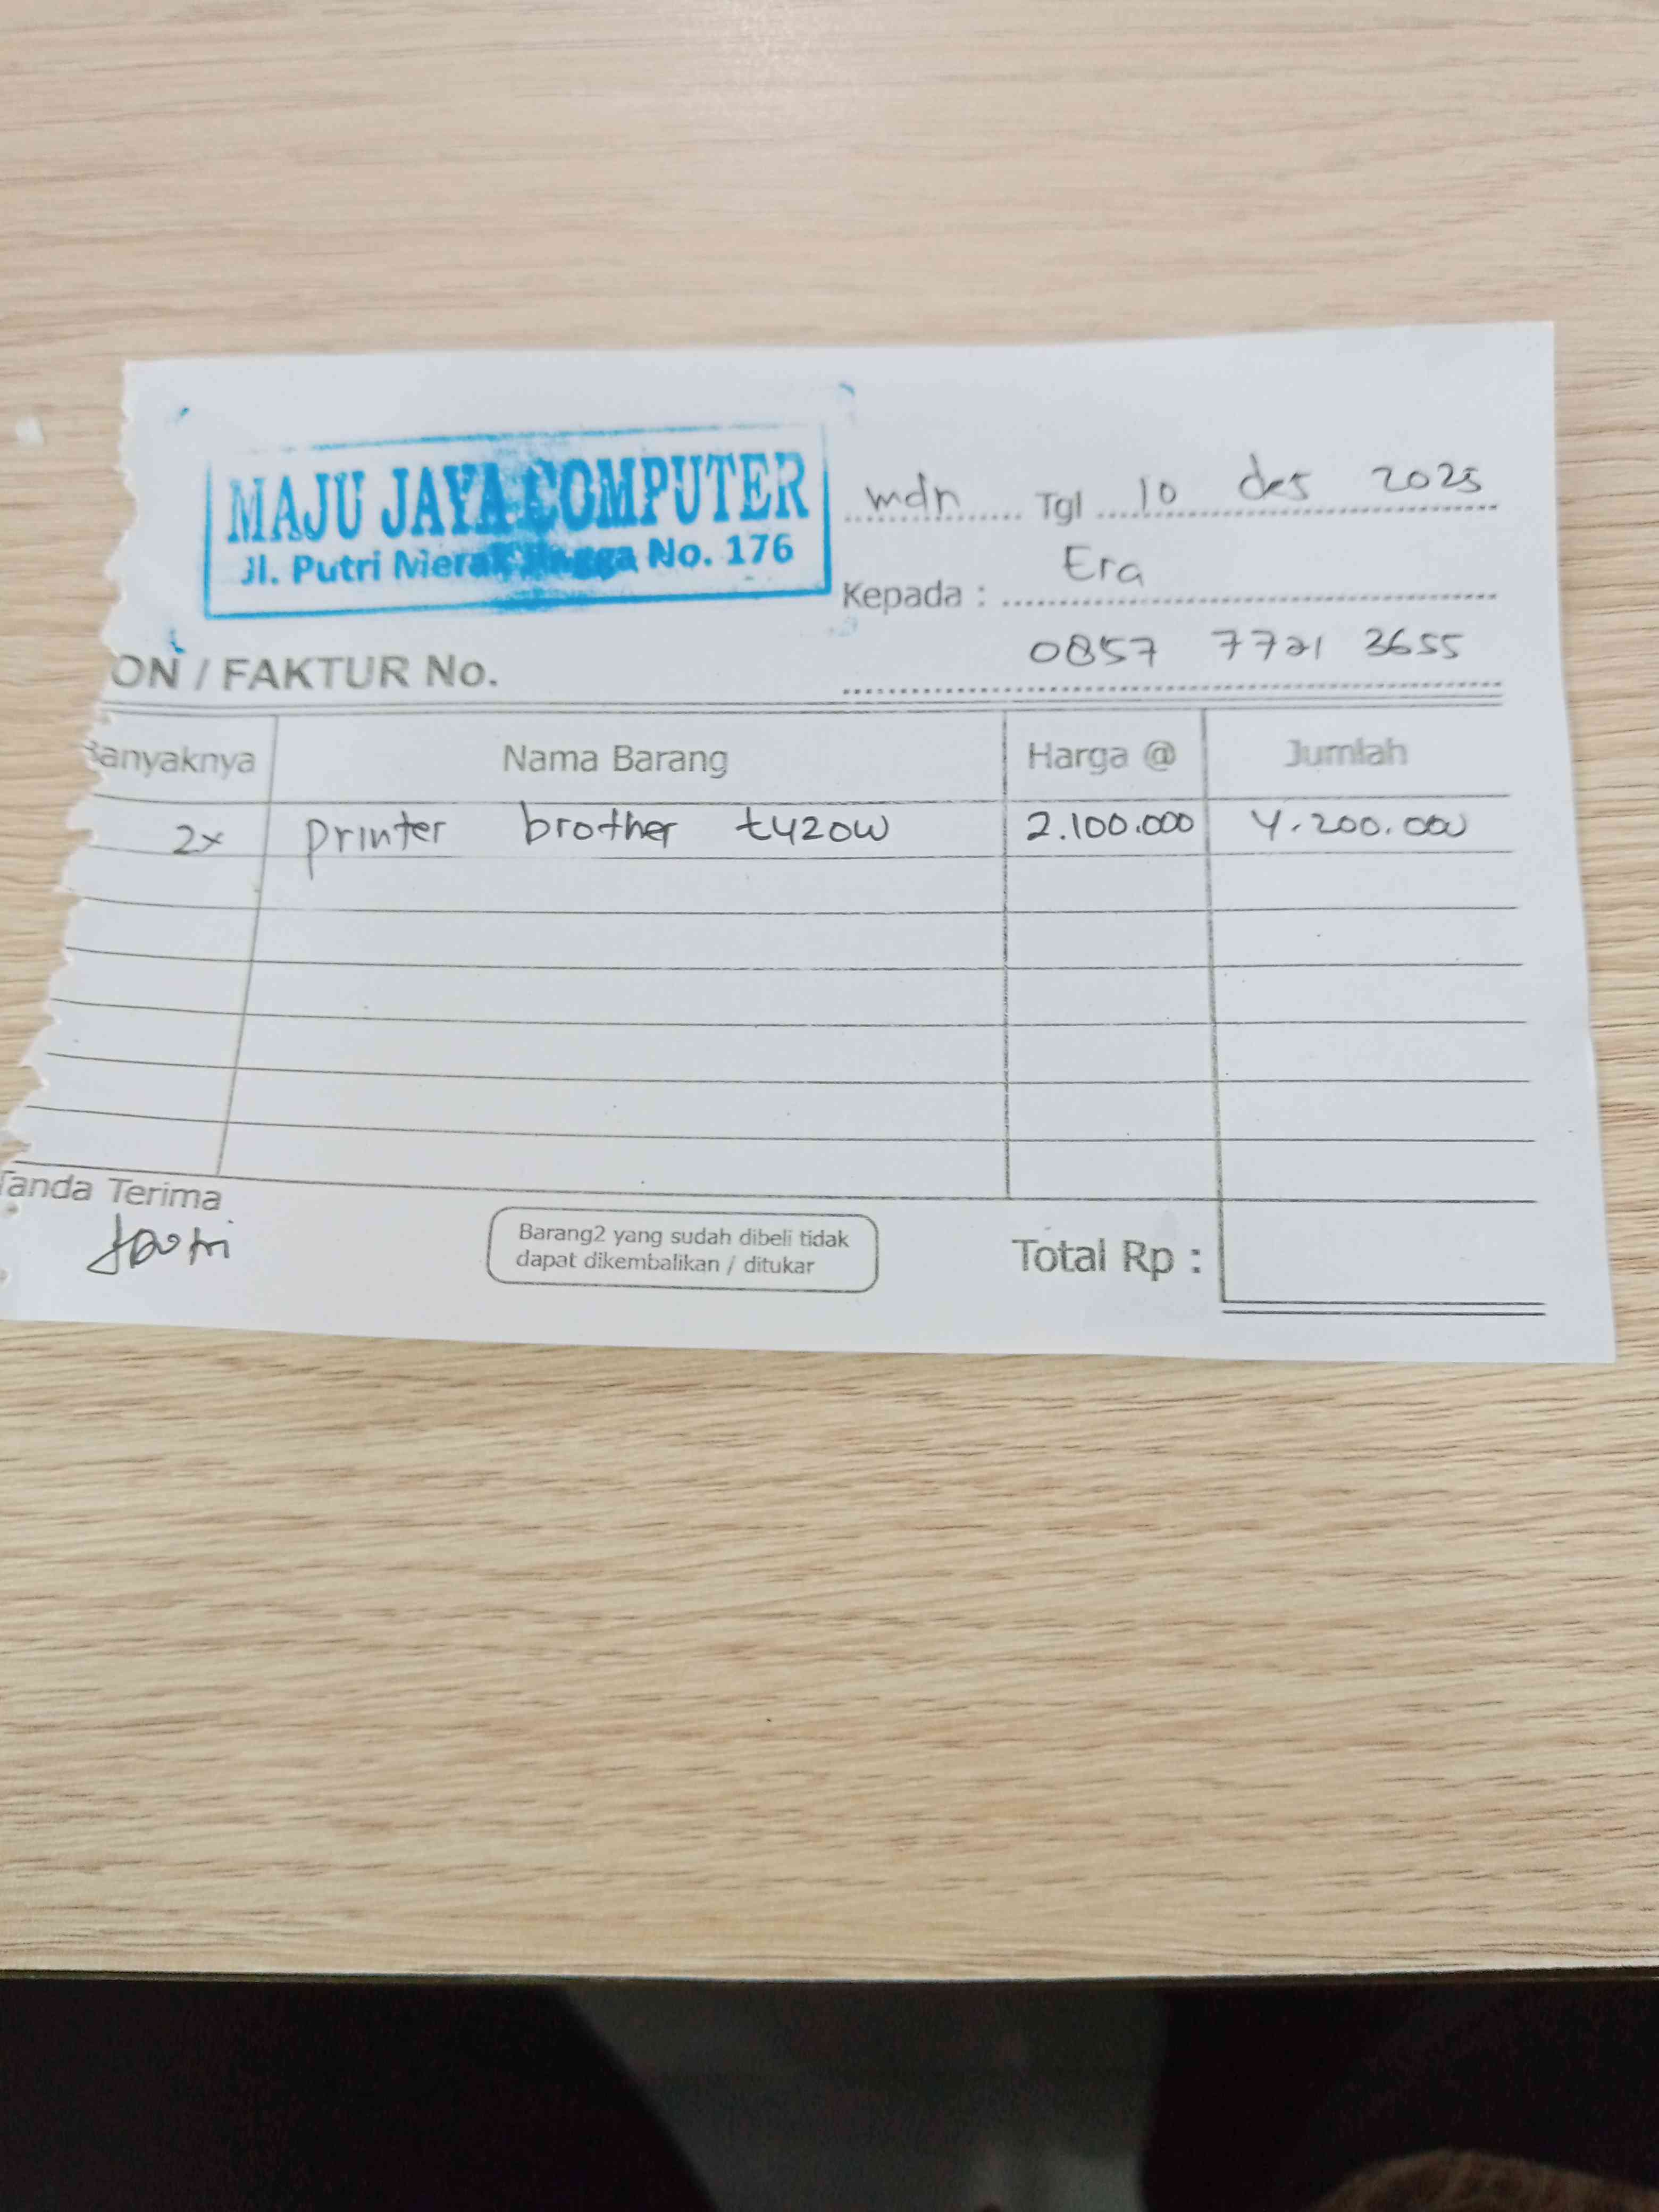 MAJU JAYA COMPUTER
Jl. Putri Merak Jingga No. 176
mdn Tgl 10 des 2025
Kepada : Era
0857 7721 3655
ON / FAKTUR No.
Banyaknya Nama Barang Harga @ Jumlah
2x printer brother t420w 2.100.000 4.200.000
Tanda Terima
Barang2 yang sudah dibeli tidak
dapat dikembalikan / ditukar
Total Rp :